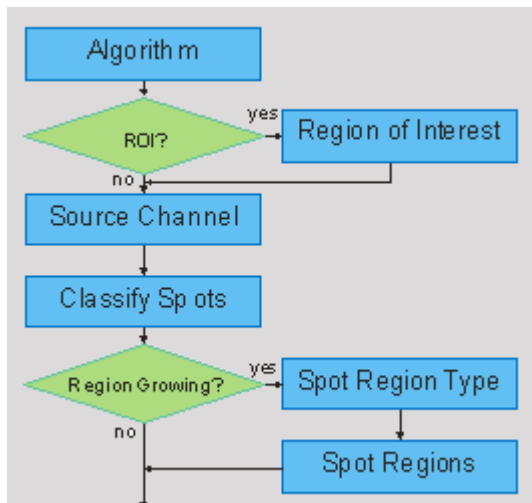 Algorithm
ROI?
yes
Region of Interest
no
Source Channel
Classify Spots
Region Growing?
yes
Spot Region Type
no
Spot Regions